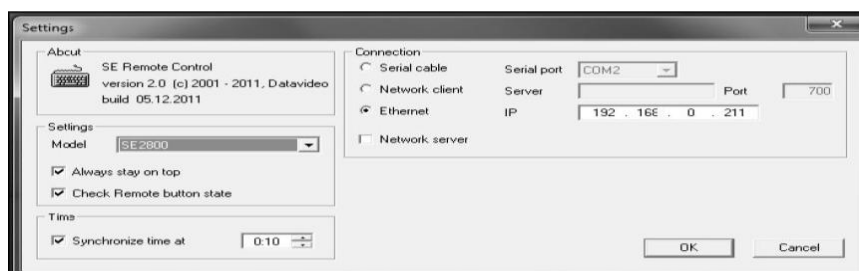 Settings
About
SE Remote Control
version 2.0 (c) 2001 - 2011, Datavideo
build 05.12.2011
Settings
Model SE2800
Always stay on top
Check Remote button state
Time
Synchronize time at 0:10
Connection
Serial cable Serial port COM2
Network client Server Port 700
Ethernet IP 192 . 168 . 0 . 211
Network server
OK Cancel